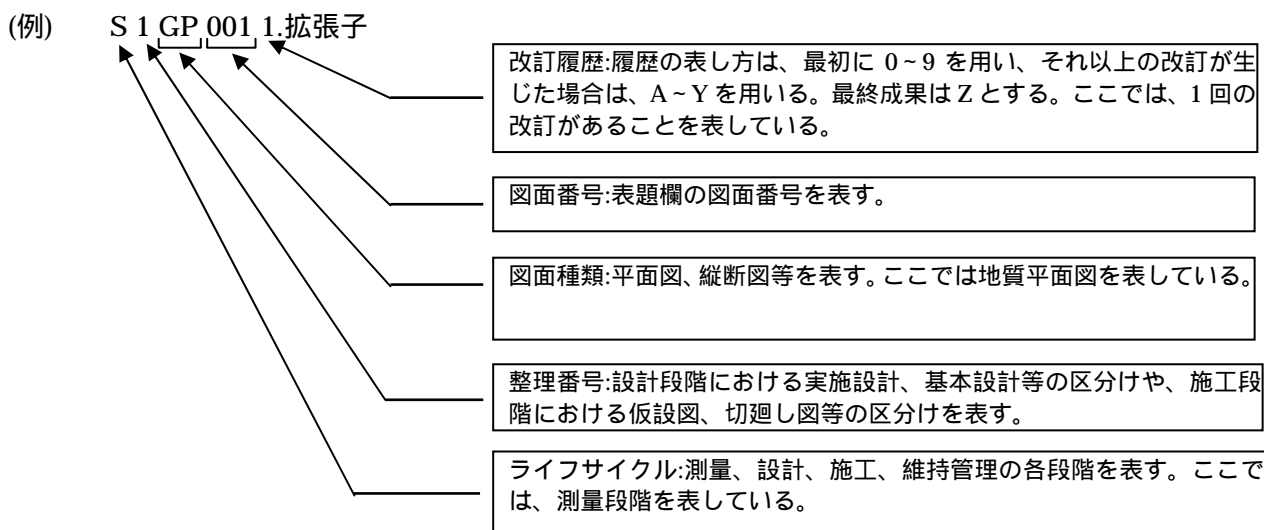 (例) S 1 GP 001 1.拡張子
改訂履歴:履歴の表し方は、最初に 0~9 を用い、それ以上の改訂が生
じた場合は、A~Y を用いる。最終成果は Z とする。ここでは、1 回の
改訂があることを表している。
図面番号:表題欄の図面番号を表す。
図面種類:平面図、縦断図等を表す。ここでは地質平面図を表している。
整理番号:設計段階における実施設計、基本設計等の区分けや、施工段
階における仮設図、切廻し図等の区分けを表す。
ライフサイクル:測量、設計、施工、維持管理の各段階を表す。ここで
は、測量段階を表している。